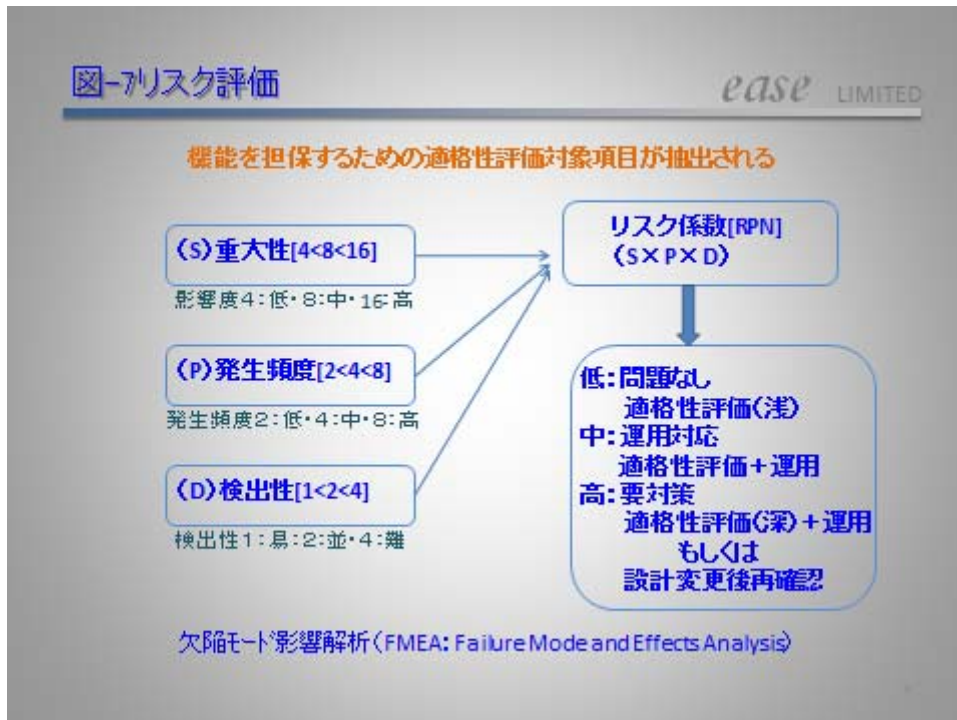 図-7リスク評価
ease LIMITED
機能を担保するための適格性評価対象項目が抽出される
(S)重大性[4<8<16]
影響度4:低・8:中・16:高
(P)発生頻度[2<4<8]
発生頻度2:低・4:中・8:高
(D)検出性[1<2<4]
検出性1:易:2:並・4:難
リスク係数[RPN]
(S×P×D)
低:問題なし
適格性評価(浅)
中:運用対応
適格性評価+運用
高:要対策
適格性評価(深)+運用
もしくは
設計変更後再確認
欠陥モード影響解析(FMEA: Failure Mode and Effects Analysis)